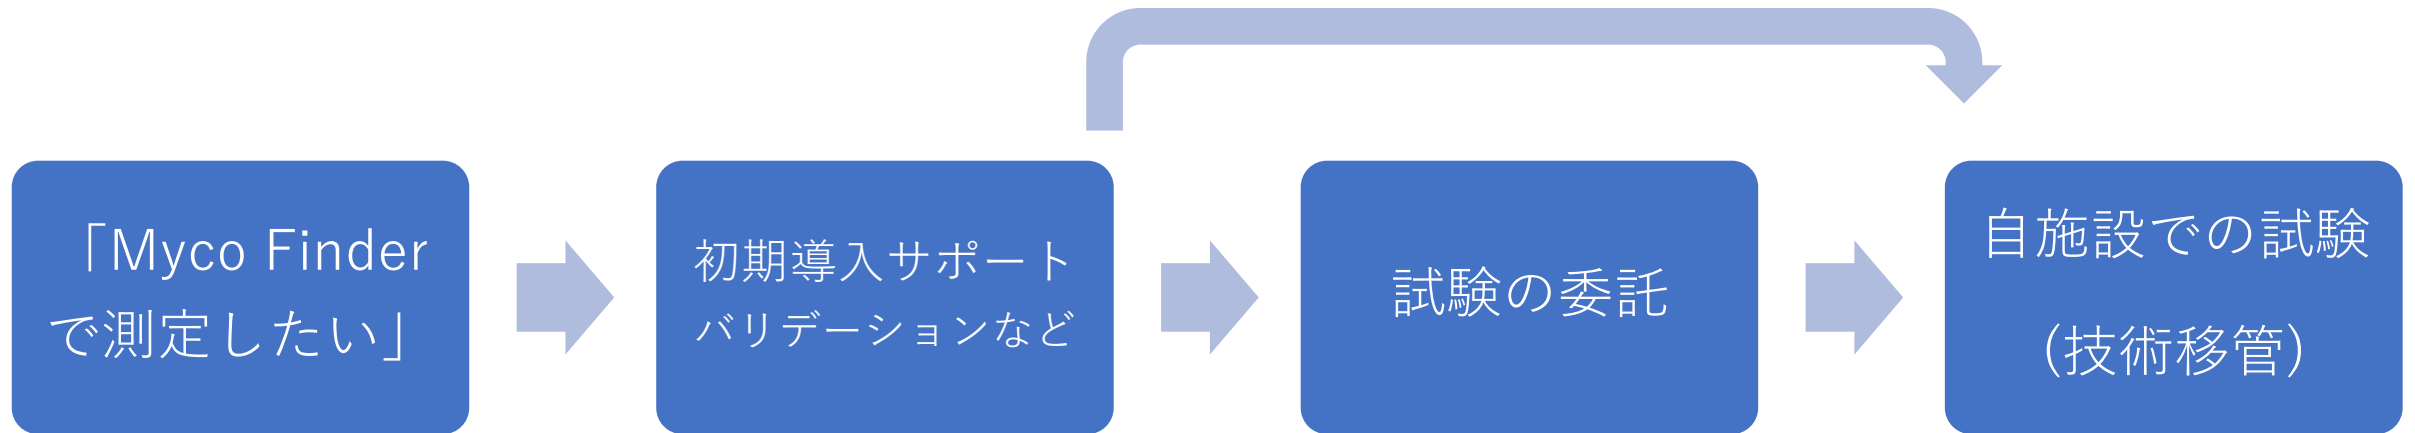 「Myco Finder
で測定したい」
初期導入サポート
バリデーションなど
試験の委託
自施設での試験
(技術移管)